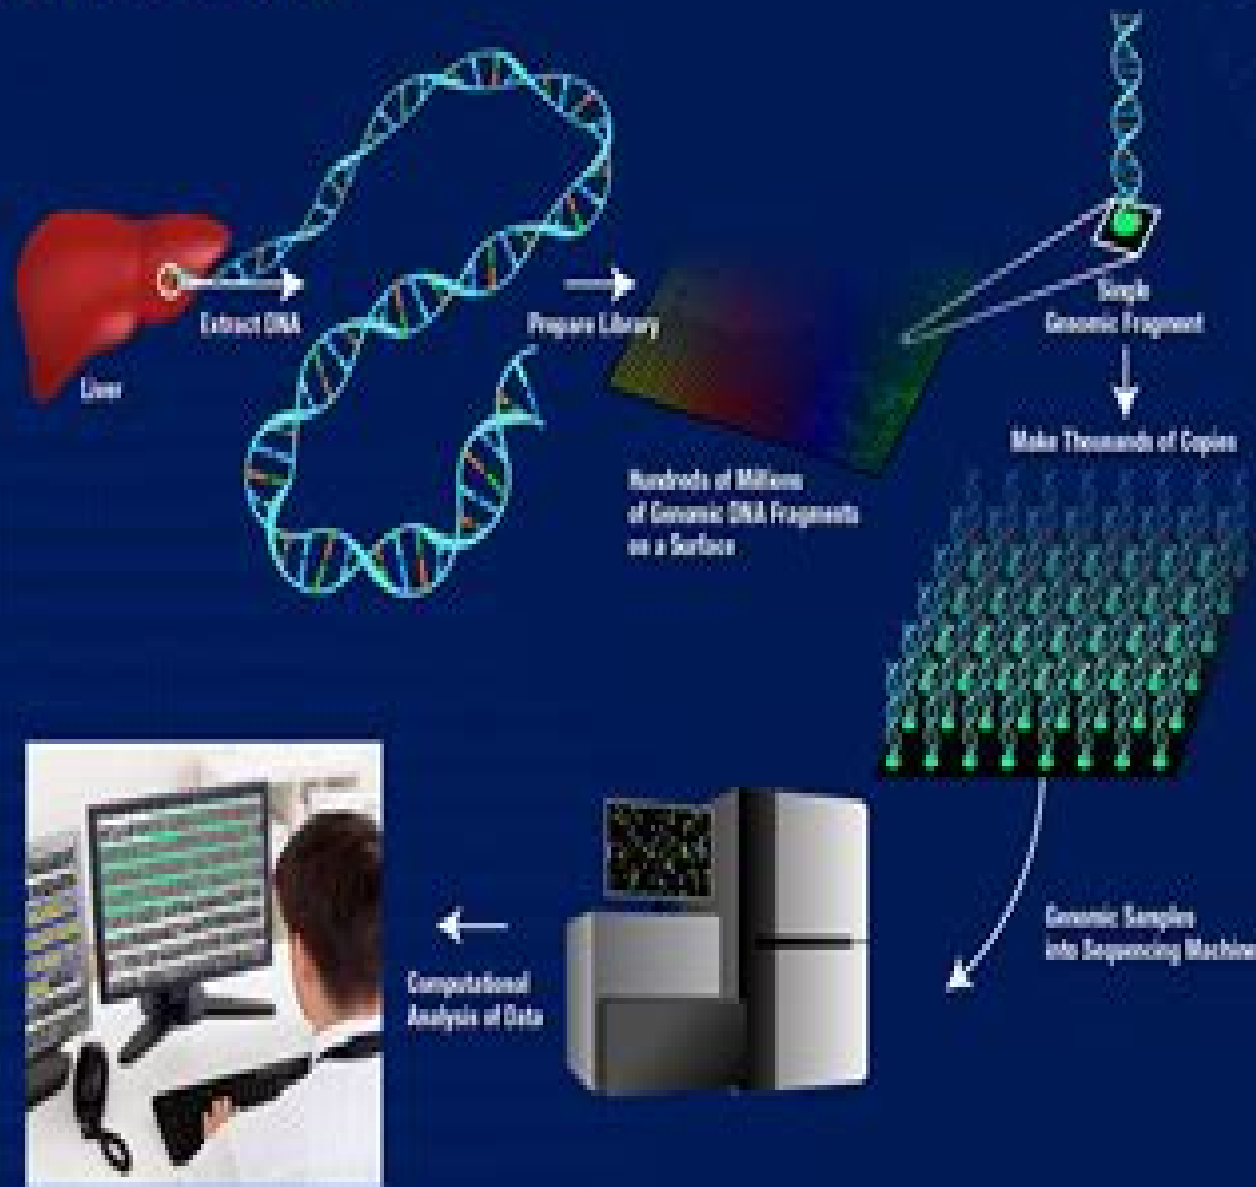 Liver
Extract DNA
Prepare Library
Hundreds of Millions
of Genomic DNA Fragments
on a Surface
Single
Genomic Fragment
Make Thousands of Copies
Genomic Samples
into Sequencing Machine
Computational
Analysis of Data